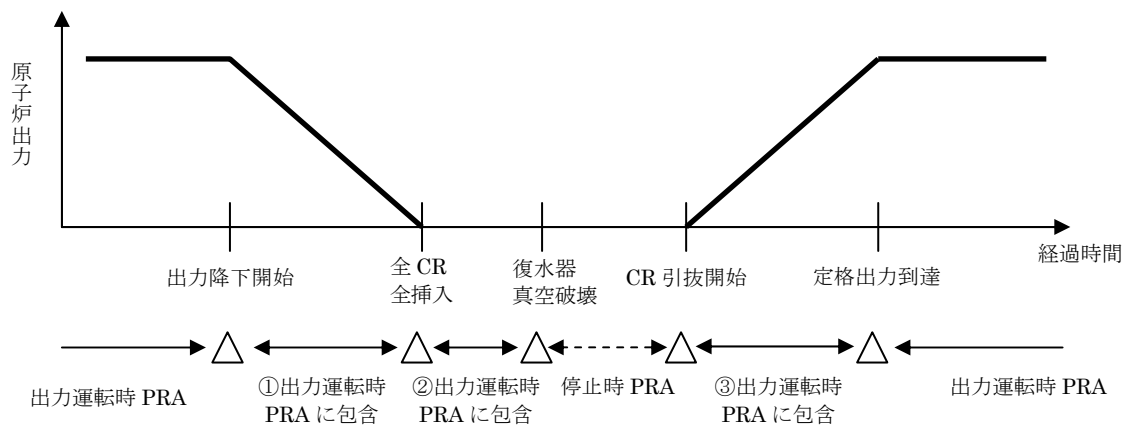 原子炉出力
経過時間
出力降下開始
全 CR
全挿入
復水器
真空破壊
CR 引抜開始
定格出力到達
出力運転時 PRA
①出力運転時
PRA に包含
②出力運転時
PRA に包含
停止時 PRA
③出力運転時
PRA に包含
出力運転時 PRA